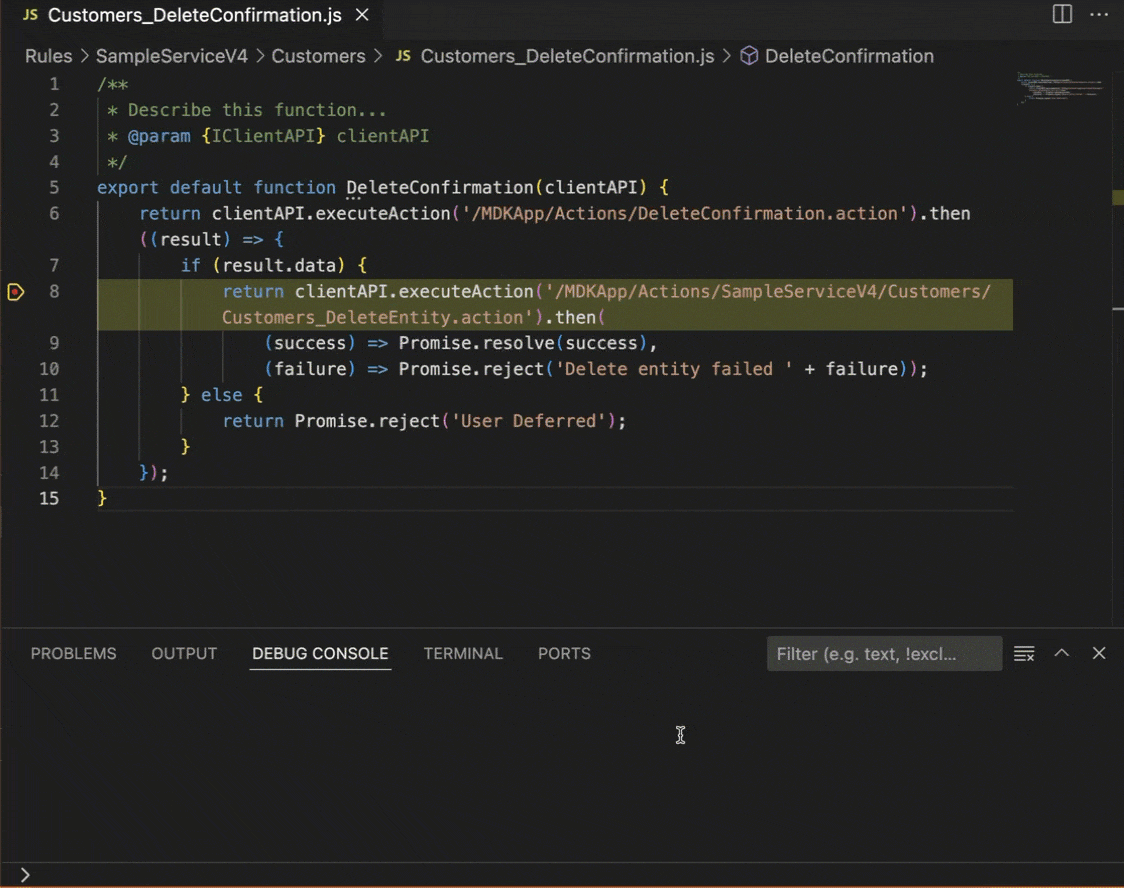 JS Customers_DeleteConfirmation.js
Rules > SampleServiceV4 > Customers > JS Customers_DeleteConfirmation.js > DeleteConfirmation
1 /**
2 * Describe this function...
3 * @param {IClientAPI} clientAPI
4 */
5 export default function DeleteConfirmation(clientAPI) {
6 return clientAPI.executeAction('/MDKApp/Actions/DeleteConfirmation.action').then
((result) => {
7 if (result.data) {
8 return clientAPI.executeAction('/MDKApp/Actions/SampleServiceV4/Customers/
Customers_DeleteEntity.action').then(
9 (success) => Promise.resolve(success),
10 (failure) => Promise.reject('Delete entity failed ' + failure));
11 } else {
12 return Promise.reject('User Deferred');
13 }
14 });
15 }
PROBLEMS OUTPUT DEBUG CONSOLE TERMINAL PORTS Filter (e.g. text, !excl...